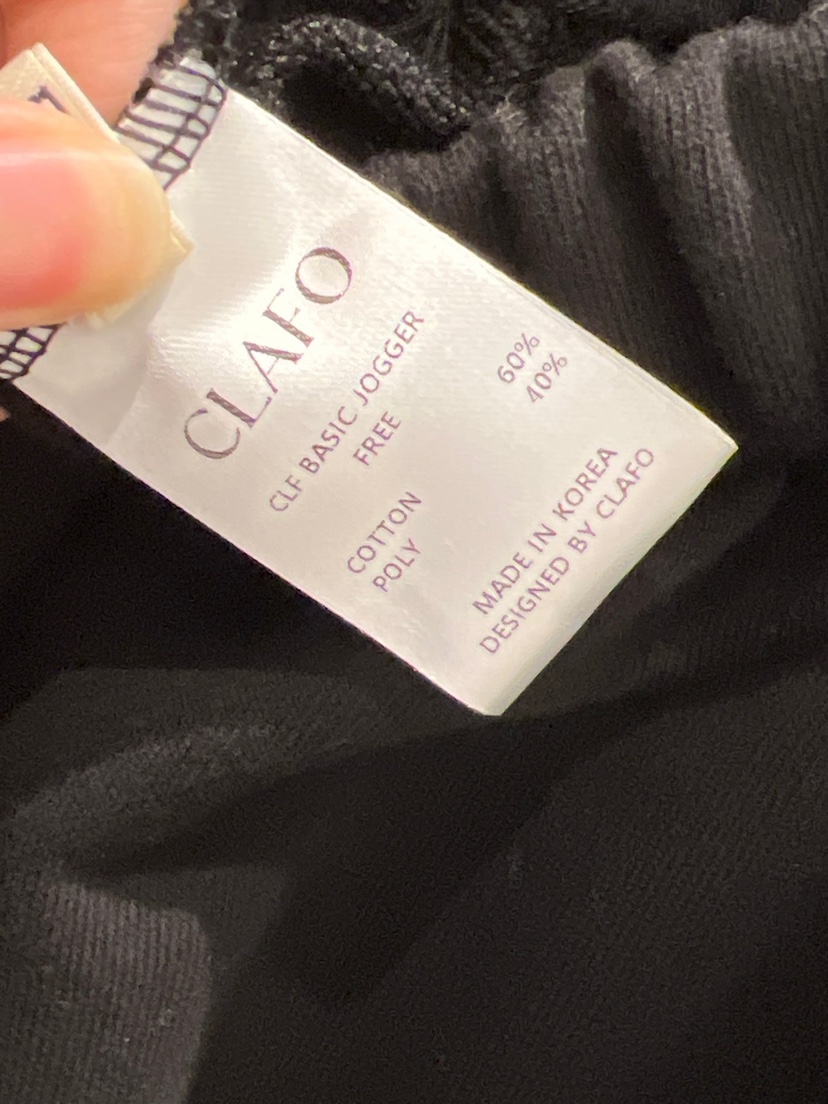 CLAFO
CLF BASIC JOGGER
FREE
COTTON 60%
POLY 40%
MADE IN KOREA
DESIGNED BY CLAFO